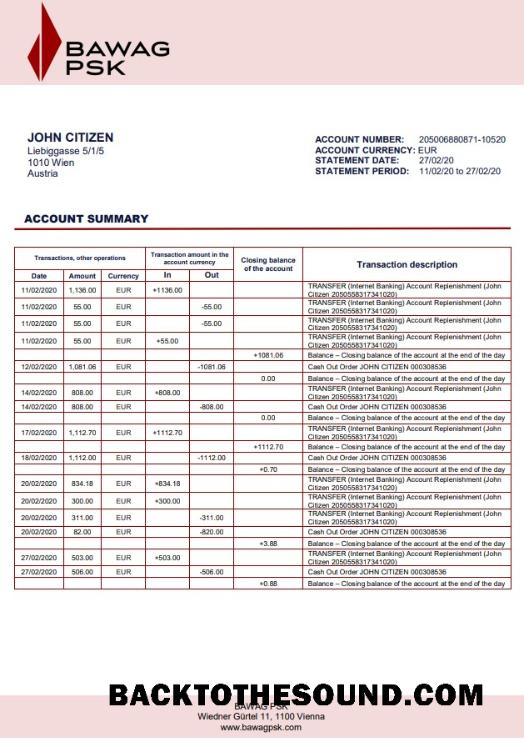 BAWAG
PSK
JOHN CITIZEN
Liebiggasse 5/1/5
1010 Wien
Austria
ACCOUNT NUMBER: 205006880871-10520
ACCOUNT CURRENCY: EUR
STATEMENT DATE: 27/02/20
STATEMENT PERIOD: 11/02/20 to 27/02/20
ACCOUNT SUMMARY
Transactions, other operations
Transaction amount in the
account currency
Closing balance
of the account
Transaction description
Date Amount Currency In Out
11/02/2020 1,136.00 EUR +1136.00 TRANSFER (Internet Banking) Account Replenishment (John
Citizen 2050558317341020)
11/02/2020 55.00 EUR -55.00 TRANSFER (Internet Banking) Account Replenishment (John
Citizen 2050558317341020)
11/02/2020 55.00 EUR -55.00 TRANSFER (Internet Banking) Account Replenishment (John
Citizen 2050558317341020)
11/02/2020 55.00 EUR +55.00 TRANSFER (Internet Banking) Account Replenishment (John
Citizen 2050558317341020)
+1081.06 Balance – Closing balance of the account at the end of the day
12/02/2020 1,081.06 EUR -1081.06 Cash Out Order JOHN CITIZEN 000308536
0.00 Balance – Closing balance of the account at the end of the day
14/02/2020 808.00 EUR +808.00 TRANSFER (Internet Banking) Account Replenishment (John
Citizen 2050558317341020)
14/02/2020 808.00 EUR -808.00 Cash Out Order JOHN CITIZEN 000308536
0.00 Balance – Closing balance of the account at the end of the day
17/02/2020 1,112.70 EUR +1112.70 TRANSFER (Internet Banking) Account Replenishment (John
Citizen 2050558317341020)
+1112.70 Balance – Closing balance of the account at the end of the day
18/02/2020 1,112.00 EUR -1112.00 Cash Out Order JOHN CITIZEN 000308536
+0.70 Balance – Closing balance of the account at the end of the day
20/02/2020 834.18 EUR +834.18 TRANSFER (Internet Banking) Account Replenishment (John
Citizen 2050558317341020)
20/02/2020 300.00 EUR +300.00 TRANSFER (Internet Banking) Account Replenishment (John
Citizen 2050558317341020)
20/02/2020 311.00 EUR -311.00 TRANSFER (Internet Banking) Account Replenishment (John
Citizen 2050558317341020)
20/02/2020 82.00 EUR -820.00 Cash Out Order JOHN CITIZEN 000308536
+3.88 Balance – Closing balance of the account at the end of the day
27/02/2020 503.00 EUR +503.00 TRANSFER (Internet Banking) Account Replenishment (John
Citizen 2050558317341020)
27/02/2020 506.00 EUR -506.00 Cash Out Order JOHN CITIZEN 000308536
+0.88 Balance – Closing balance of the account at the end of the day
BACKTOTHESOUND.COM
BAWAG PSK
Wiedner Gürtel 11, 1100 Vienna
www.bawagpsk.com